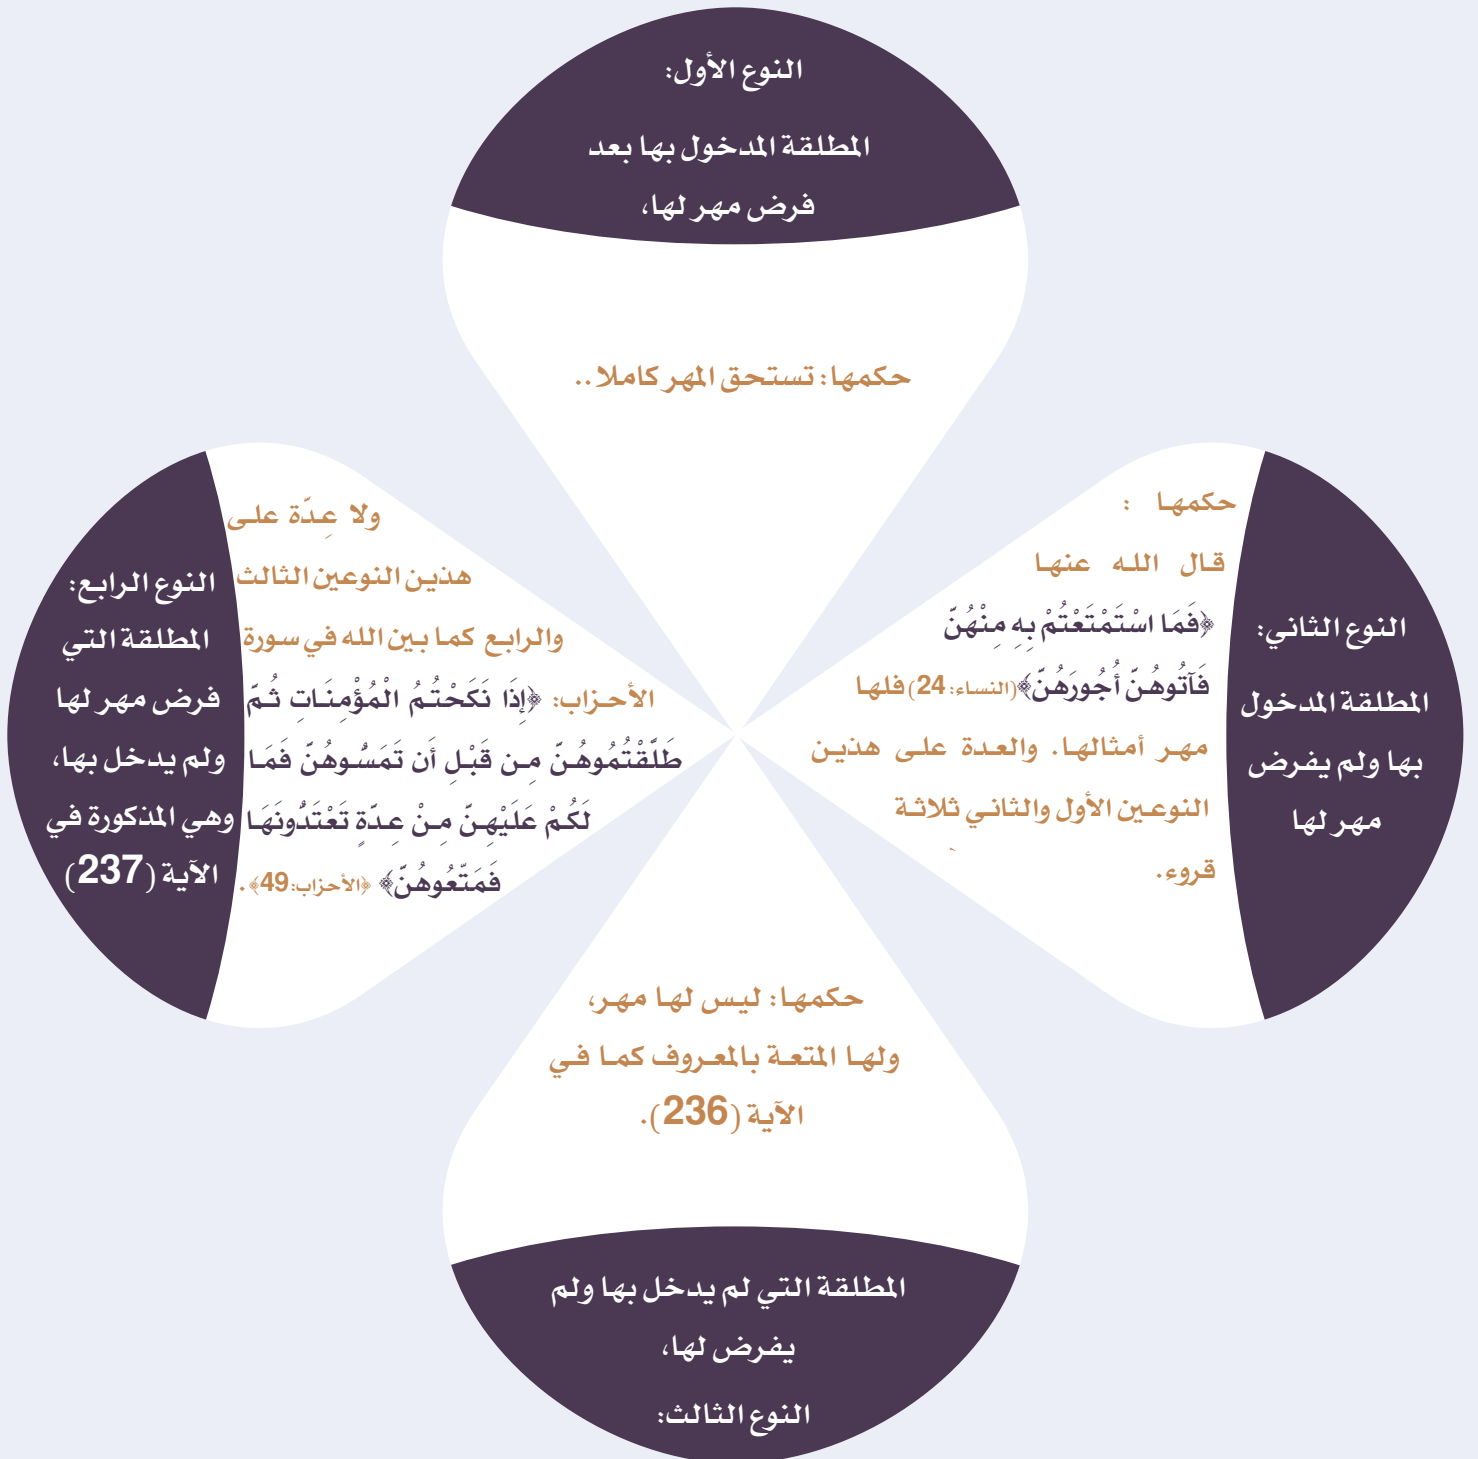 النوع الأول:
المطلقة المدخول بها بعد
فرض مهر لها،
حكمها: تستحق المهر كاملا..
النوع الثاني:
المطلقة المدخول
بها ولم يفرض
مهر لها
حكمها :
قال الله عنها
﴿فَمَا اسْتَمْتَعْتُمْ بِهِ مِنْهُنَّ
فَآتُوهُنَّ أُجُورَهُنَّ﴾(النساء: 24) فلها
مهر أمثالها. والعدة على هذين
النوعين الأول والثاني ثلاثة
قروء.
حكمها: ليس لها مهر،
ولها المتعة بالمعروف كما في
الآية (236).
المطلقة التي لم يدخل بها ولم
يفرض لها،
النوع الثالث:
النوع الرابع:
المطلقة التي
فرض مهر لها
ولم يدخل بها،
وهي المذكورة في
الآية (237)
ولا عِدّة على
هذين النوعين الثالث
والرابع كما بين الله في سورة
الأحزاب: ﴿إِذَا نَكَحْتُمُ الْمُؤْمِنَاتِ ثُمَّ
طَلَّقْتُمُوهُنَّ مِن قَبْلِ أَن تَمَسُّوهُنَّ فَمَا
لَكُمْ عَلَيْهِنَّ مِنْ عِدَّةٍ تَعْتَدُّونَهَا
فَمَتِّعُوهُنَّ﴾ ﴿الأحزاب:49﴾.